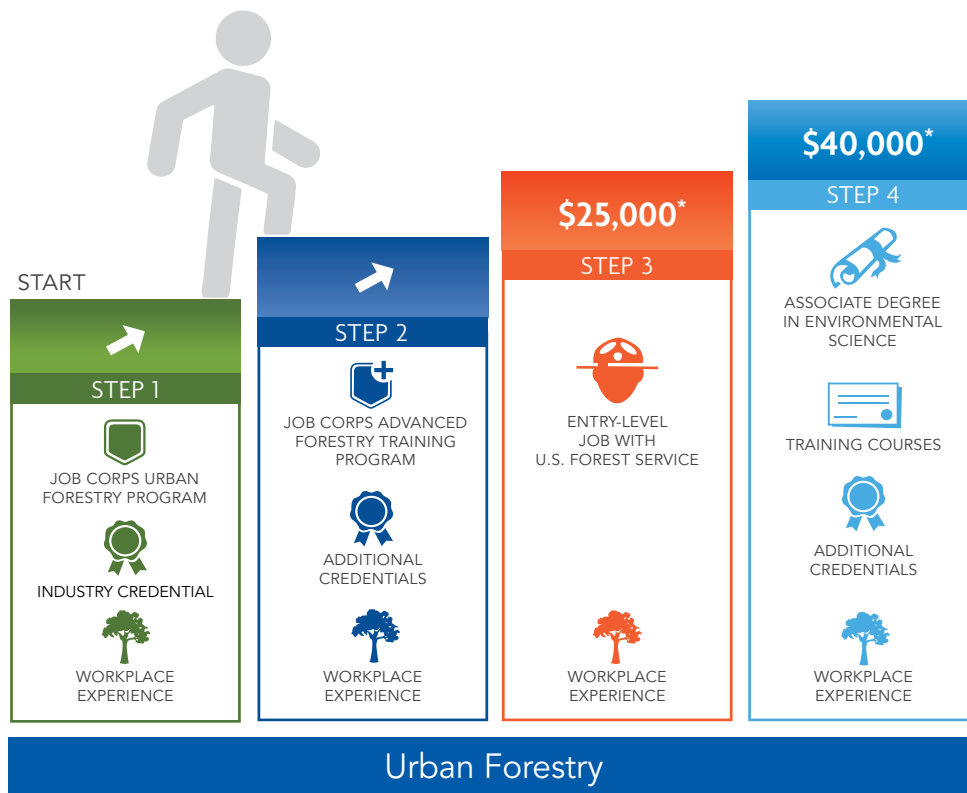 START
STEP 1
JOB CORPS URBAN
FORESTRY PROGRAM
INDUSTRY CREDENTIAL
WORKPLACE
EXPERIENCE
STEP 2
JOB CORPS ADVANCED
FORESTRY TRAINING
PROGRAM
ADDITIONAL
CREDENTIALS
WORKPLACE
EXPERIENCE
$25,000*
STEP 3
ENTRY-LEVEL
JOB WITH
U.S. FOREST SERVICE
WORKPLACE
EXPERIENCE
$40,000*
STEP 4
ASSOCIATE DEGREE
IN ENVIRONMENTAL
SCIENCE
TRAINING COURSES
ADDITIONAL
CREDENTIALS
WORKPLACE
EXPERIENCE
Urban Forestry